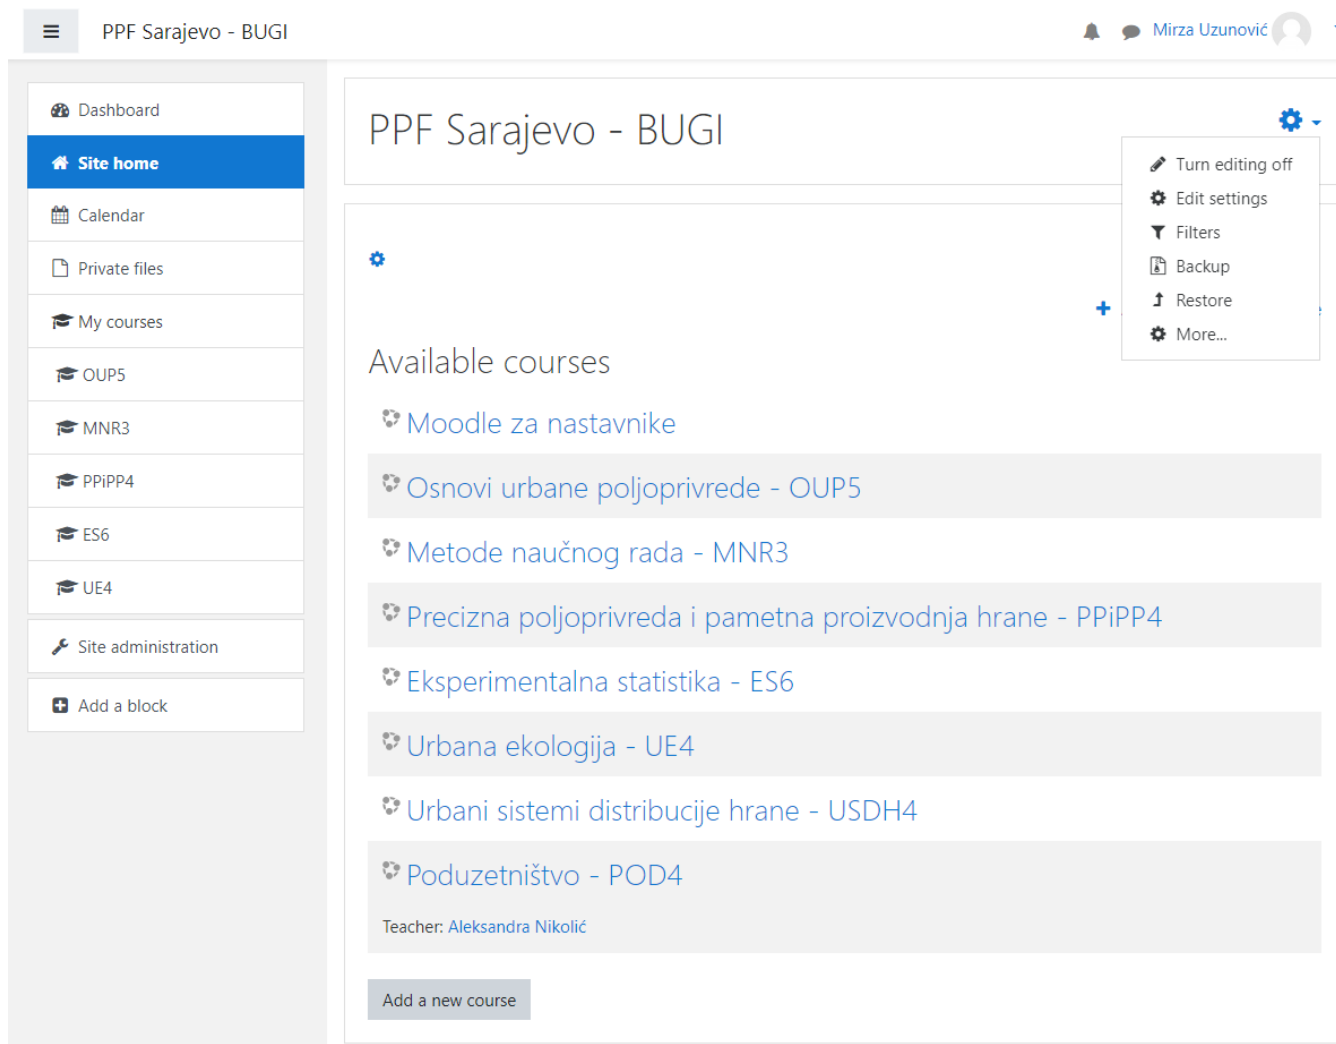 PPF Sarajevo - BUGI
Mirza Uzunović
Dashboard
Site home
Calendar
Private files
My courses
OUP5
MNR3
PPiPP4
ES6
UE4
Site administration
Add a block
PPF Sarajevo - BUGI
Turn editing off
Edit settings
Filters
Backup
Restore
More...
Available courses
Moodle za nastavnike
Osnovi urbane poljoprivrede - OUP5
Metode naučnog rada - MNR3
Precizna poljoprivreda i pametna proizvodnja hrane - PPiPP4
Eksperimentalna statistika - ES6
Urbana ekologija - UE4
Urbani sistemi distribucije hrane - USDH4
Poduzetništvo - POD4
Teacher: Aleksandra Nikolić
Add a new course